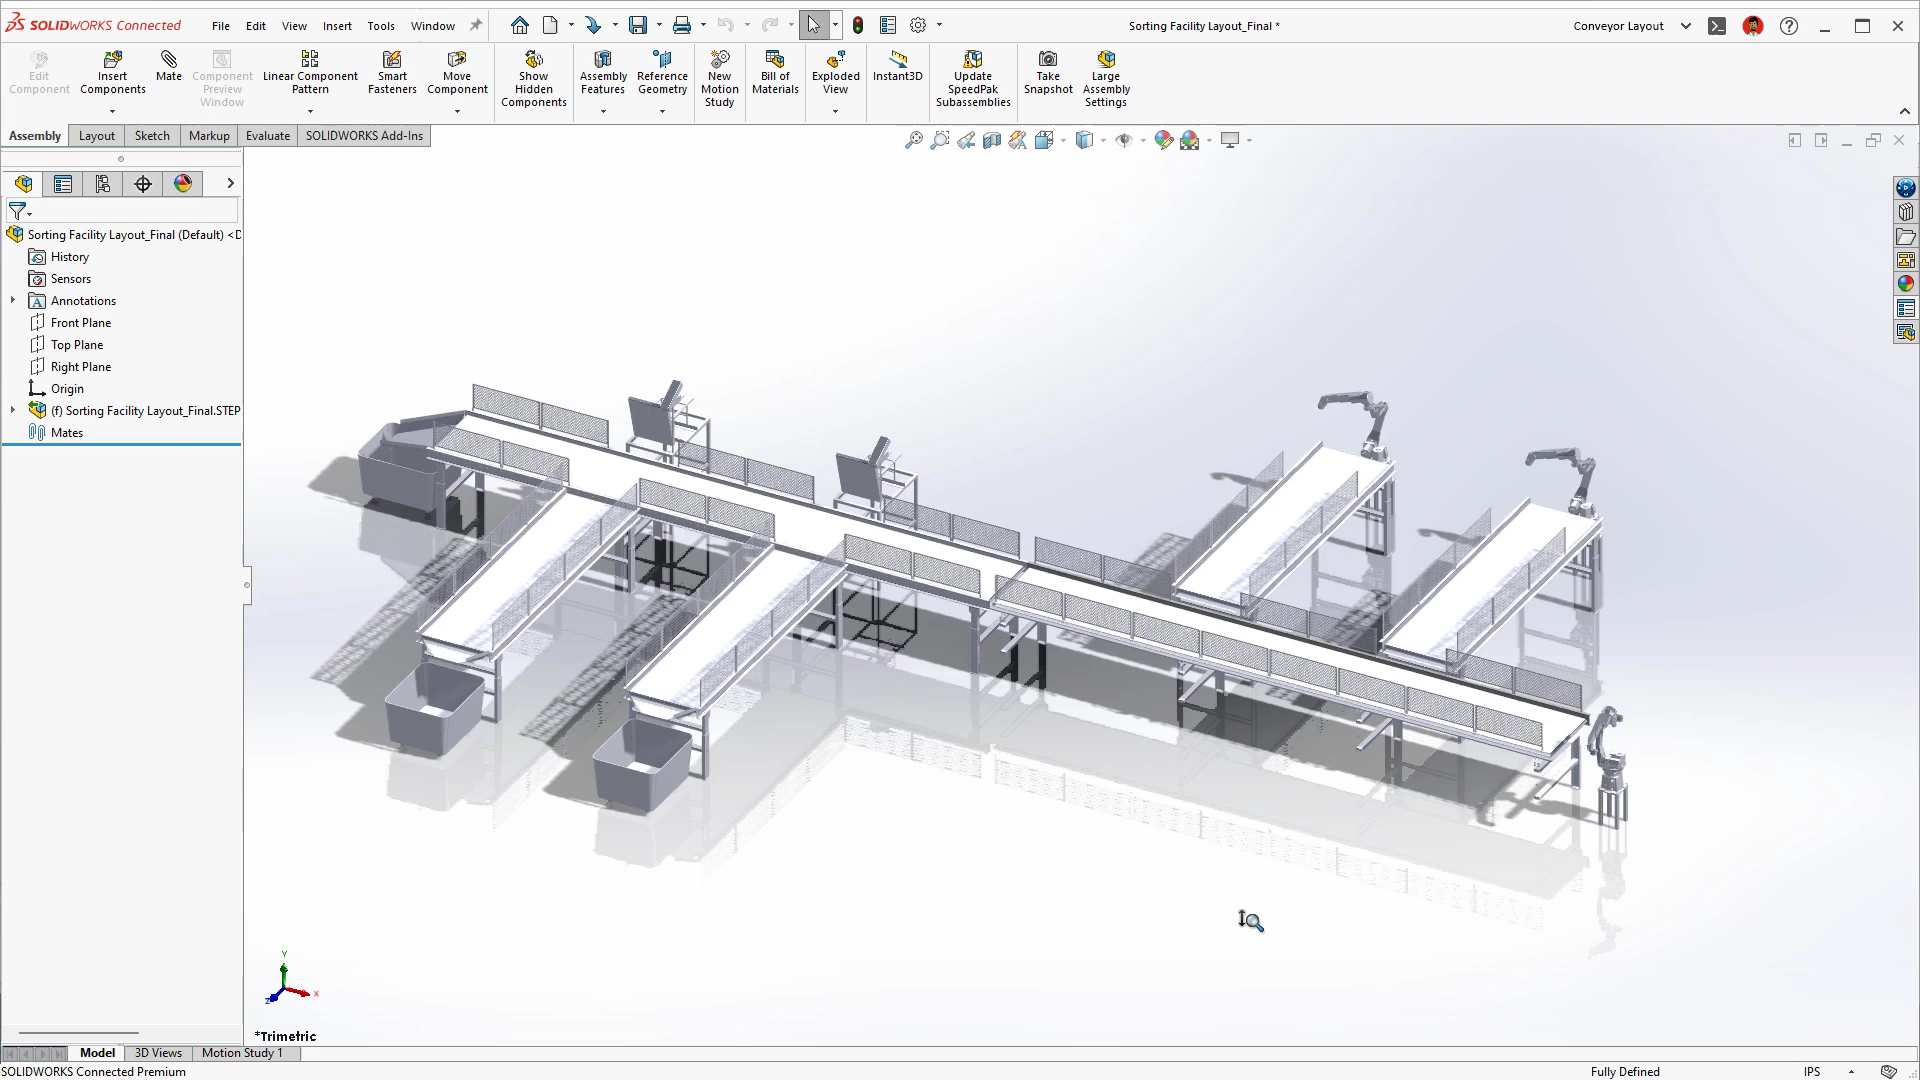 SOLIDWORKS Connected
File
Edit
View
Insert
Tools
Window
Sorting Facility Layout_Final *
Conveyor Layout
Edit
Component
Insert
Components
Mate
Component
Preview
Window
Linear Component
Pattern
Smart
Fasteners
Move
Component
Show
Hidden
Components
Assembly
Features
Reference
Geometry
New
Motion
Study
Bill of
Materials
Exploded
View
Instant3D
Update
SpeedPak
Subassemblies
Take
Snapshot
Large
Assembly
Settings
Assembly
Layout
Sketch
Markup
Evaluate
SOLIDWORKS Add-Ins
Sorting Facility Layout_Final (Default) <D
History
Sensors
Annotations
Front Plane
Top Plane
Right Plane
Origin
(f) Sorting Facility Layout_Final.STEP
Mates
Y
X
Z
*Trimetric
Model
3D Views
Motion Study 1
SOLIDWORKS Connected Premium
Fully Defined
IPS